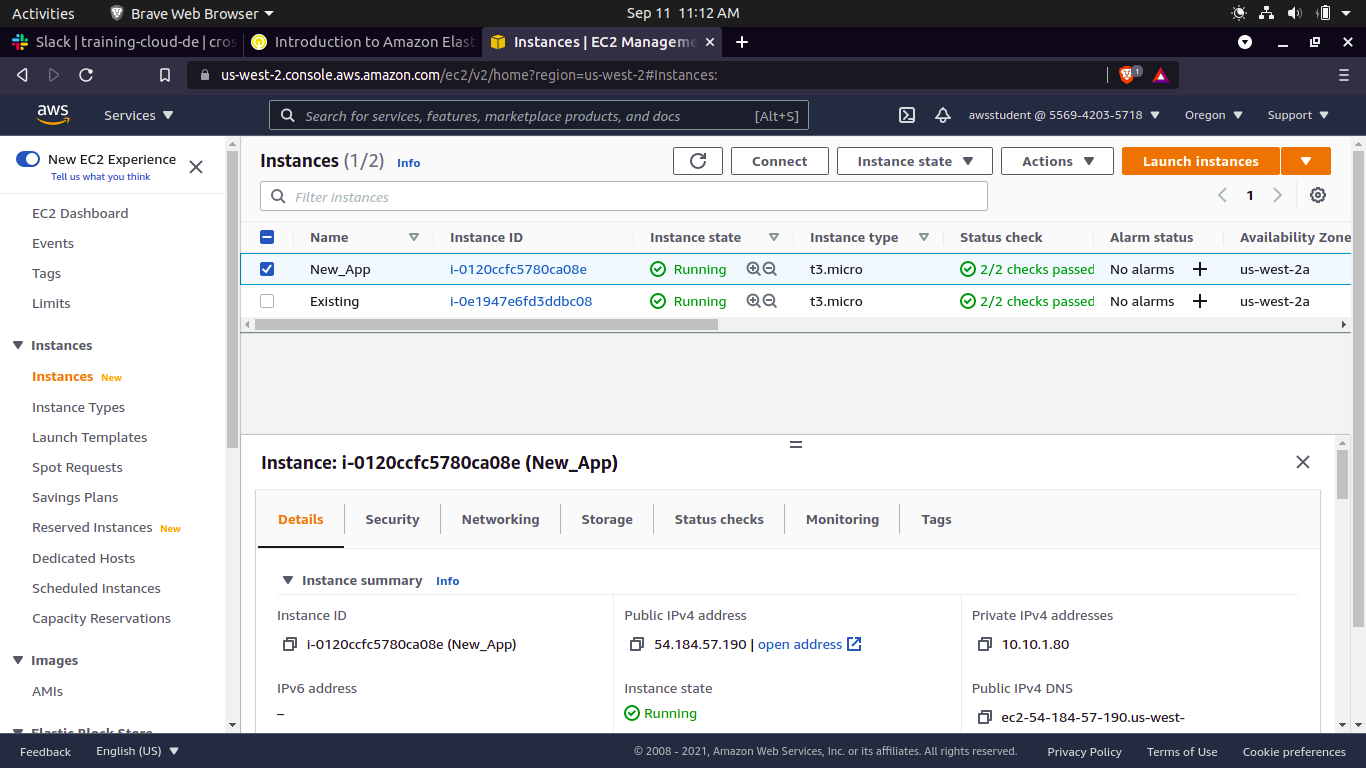 Activities Brave Web Browser Sep 11 11:12 AM
Slack | training-cloud-de | cros Introduction to Amazon Elast Instances | EC2 Manageme
us-west-2.console.aws.amazon.com/ec2/v2/home?region=us-west-2#Instances: 1
aws Services Search for services, features, marketplace products, and docs [Alt+S] awsstudent @ 5569-4203-5718 Oregon Support
New EC2 Experience
Tell us what you think
EC2 Dashboard
Events
Tags
Limits
Instances
Instances New
Instance Types
Launch Templates
Spot Requests
Savings Plans
Reserved Instances New
Dedicated Hosts
Scheduled Instances
Capacity Reservations
Images
AMIs
Elastic Block Store
Instances (1/2) Info Connect Instance state Actions Launch instances
Filter instances 1
Name Instance ID Instance state Instance type Status check Alarm status Availability Zone
New_App i-0120ccfc5780ca08e Running t3.micro 2/2 checks passed No alarms us-west-2a
Existing i-0e1947e6fd3ddbc08 Running t3.micro 2/2 checks passed No alarms us-west-2a
Instance: i-0120ccfc5780ca08e (New_App)
Details Security Networking Storage Status checks Monitoring Tags
Instance summary Info
Instance ID Public IPv4 address Private IPv4 addresses
i-0120ccfc5780ca08e (New_App) 54.184.57.190 | open address 10.10.1.80
IPv6 address Instance state Public IPv4 DNS
– Running ec2-54-184-57-190.us-west-
Feedback English (US) © 2008 - 2021, Amazon Web Services, Inc. or its affiliates. All rights reserved. Privacy Policy Terms of Use Cookie preferences